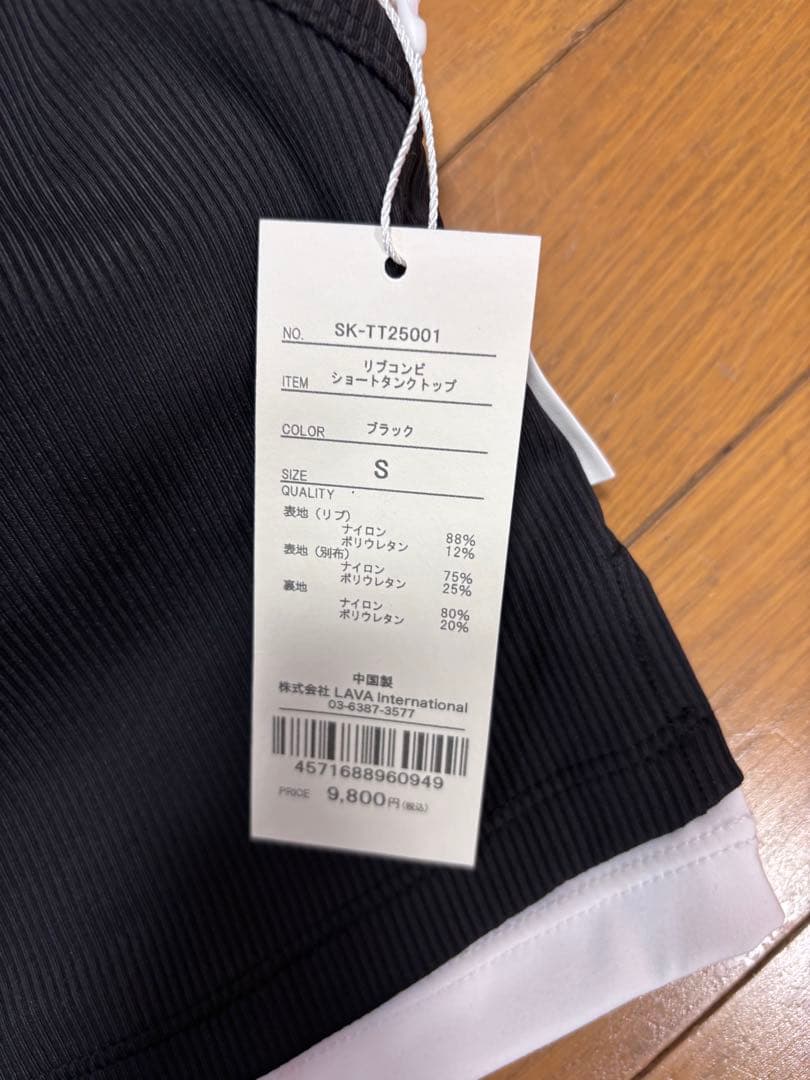 NO. SK-TT25001
リブコンビ
ITEM ショートタンクトップ
COLOR ブラック
SIZE S
QUALITY
表地(リブ)
ナイロン 88%
ポリウレタン 12%
表地(別布)
ナイロン 75%
ポリウレタン 25%
裏地
ナイロン 80%
ポリウレタン 20%
中国製
株式会社 LAVA International
03-6387-3577
4571688960949
PRICE 9,800円(税込)